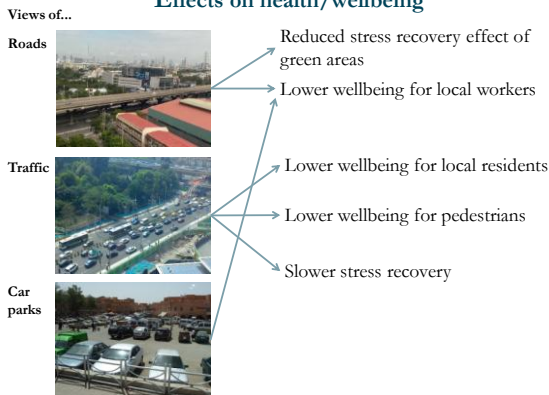 Effects on health/wellbeing
Views of...
Roads
Reduced stress recovery effect of
green areas
Lower wellbeing for local workers
Traffic
Lower wellbeing for local residents
Lower wellbeing for pedestrians
Slower stress recovery
Car
parks